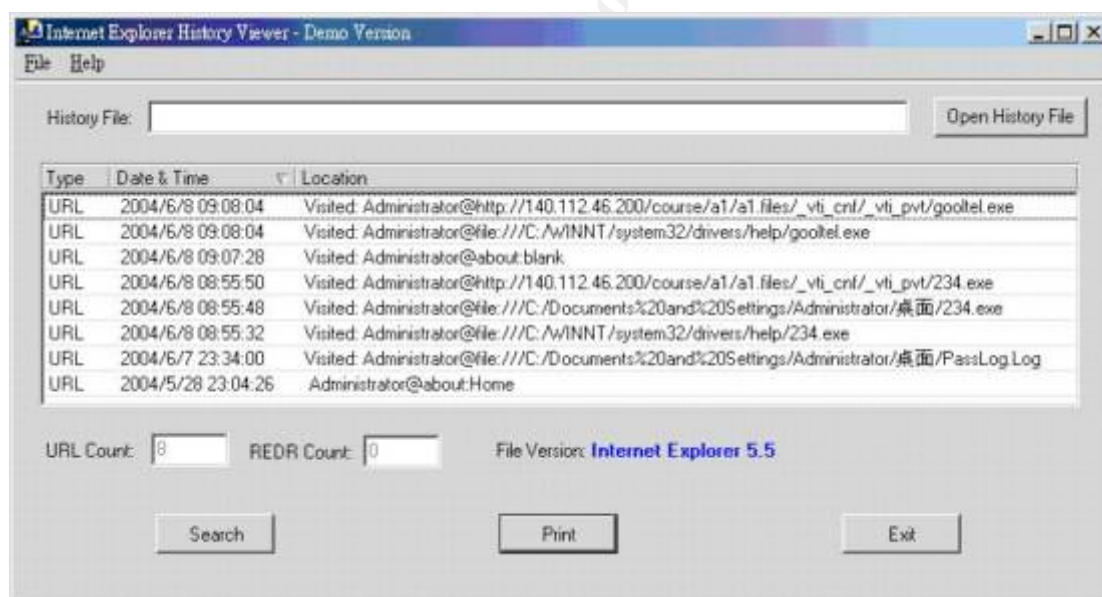 Internet Explorer History Viewer - Demo Version
File Help
History File: Open History File
Type Date & Time Location
URL 2004/6/8 09:08:04 Visited: Administrator@http://140.112.46.200/course/a1/a1.files/_vti_cnf/_vti_pvt/gooltel.exe
URL 2004/6/8 09:08:04 Visited: Administrator@file:///C:/WINNT/system32/drivers/help/gooltel.exe
URL 2004/6/8 09:07:28 Visited: Administrator@about:blank
URL 2004/6/8 08:55:50 Visited: Administrator@http://140.112.46.200/course/a1/a1.files/_vti_cnf/_vti_pvt/234.exe
URL 2004/6/8 08:55:48 Visited: Administrator@file:///C:/Documents%20and%20Settings/Administrator/桌面/234.exe
URL 2004/6/8 08:55:32 Visited: Administrator@file:///C:/WINNT/system32/drivers/help/234.exe
URL 2004/6/7 23:34:00 Visited: Administrator@file:///C:/Documents%20and%20Settings/Administrator/桌面/PassLog.Log
URL 2004/5/28 23:04:26 Administrator@about:Home
URL Count: 8 REDR Count: 0 File Version: Internet Explorer 5.5
Search Print Exit